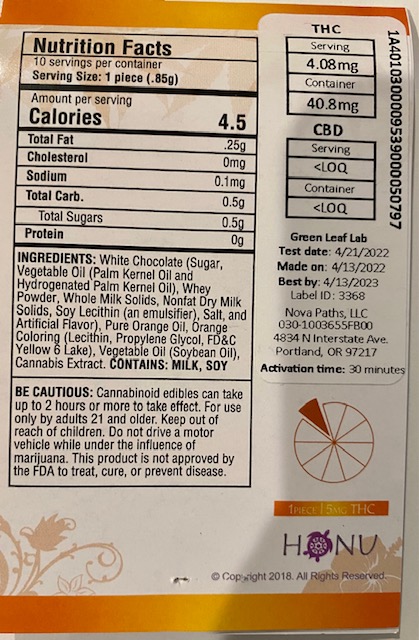 Nutrition Facts
10 servings per container
Serving Size: 1 piece (.85g)
Amount per serving
Calories 4.5
Total Fat .25g
Cholesterol 0mg
Sodium 0.1mg
Total Carb. 0.5g
Total Sugars 0.5g
Protein 0g
INGREDIENTS: White Chocolate (Sugar,
Vegetable Oil (Palm Kernel Oil and
Hydrogenated Palm Kernel Oil), Whey
Powder, Whole Milk Solids, Nonfat Dry Milk
Solids, Soy Lecithin (an emulsifier), Salt, and
Artificial Flavor), Pure Orange Oil, Orange
Coloring (Lecithin, Propylene Glycol, FD&C
Yellow 6 Lake), Vegetable Oil (Soybean Oil),
Cannabis Extract. CONTAINS: MILK, SOY
BE CAUTIOUS: Cannabinoid edibles can take
up to 2 hours or more to take effect. For use
only by adults 21 and older. Keep out of
reach of children. Do not drive a motor
vehicle while under the influence of
marijuana. This product is not approved by
the FDA to treat, cure, or prevent disease.
THC
Serving
4.08mg
Container
40.8mg
CBD
Serving
<LOQ
Container
<LOQ
1A40103000095390000050797
Green Leaf Lab
Test date: 4/21/2022
Made on: 4/13/2022
Best by: 4/13/2023
Label ID: 3368
Nova Paths, LLC
030-1003655FB00
4834 N Interstate Ave.
Portland, OR 97217
Activation time: 30 minutes
1PIECE | 5MG THC
HONU
© Copyright 2018. All Rights Reserved.